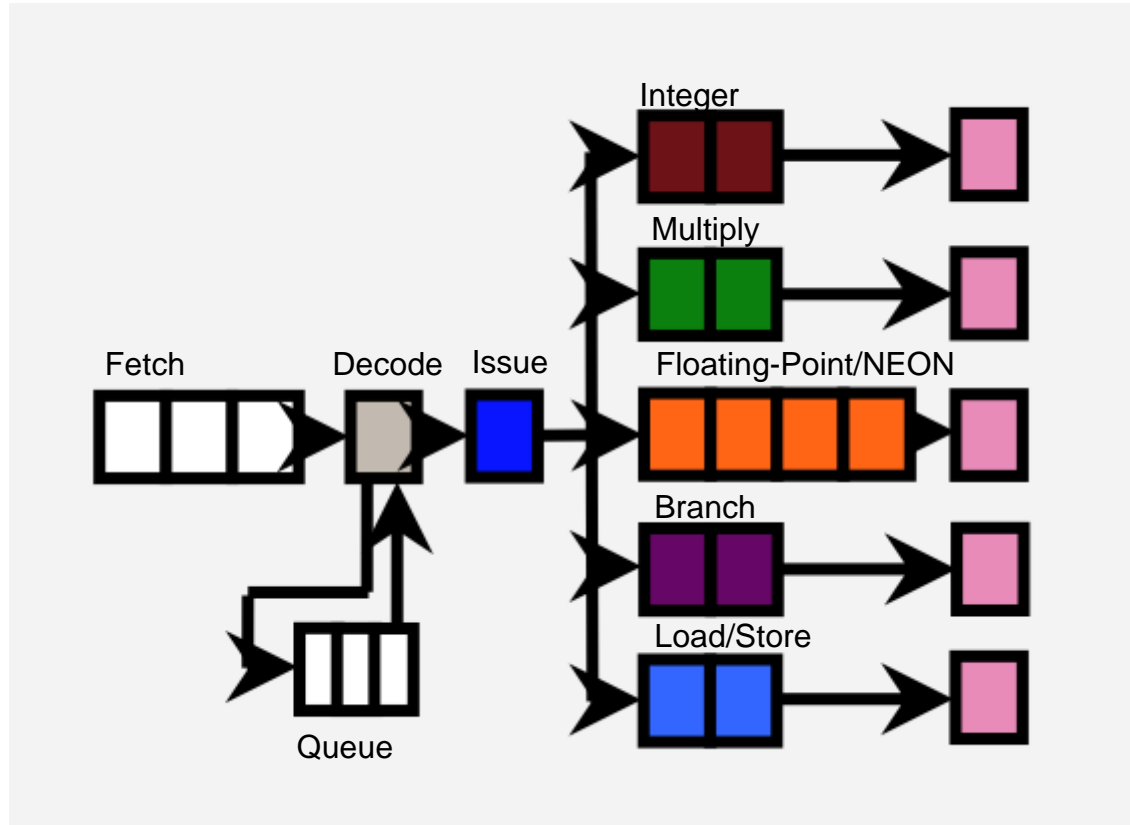 Integer
Multiply
Fetch
Decode
Issue
Floating-Point/NEON
Branch
Load/Store
Queue